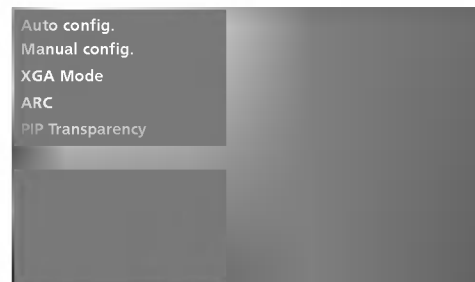 Auto config.
Manual config.
XGA Mode
ARC
PIP Transparency